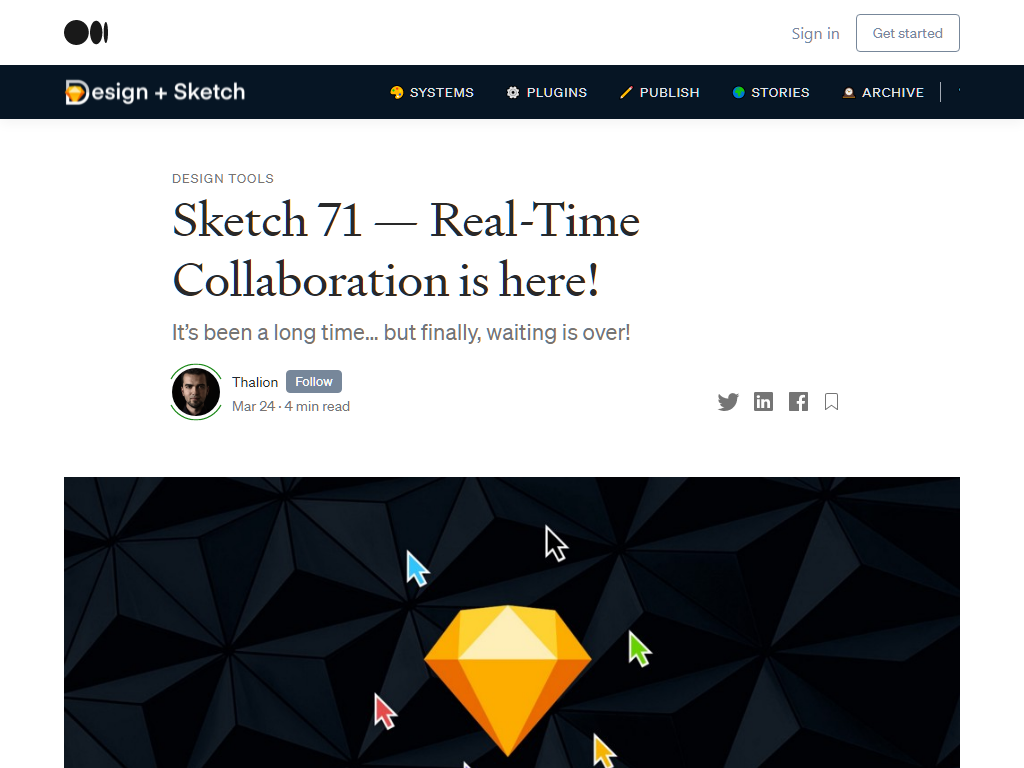 Sign in
Get started
Design + Sketch
SYSTEMS
PLUGINS
PUBLISH
STORIES
ARCHIVE
DESIGN TOOLS
Sketch 71 — Real-Time
Collaboration is here!
It’s been a long time… but finally, waiting is over!
Thalion
Follow
Mar 24 · 4 min read